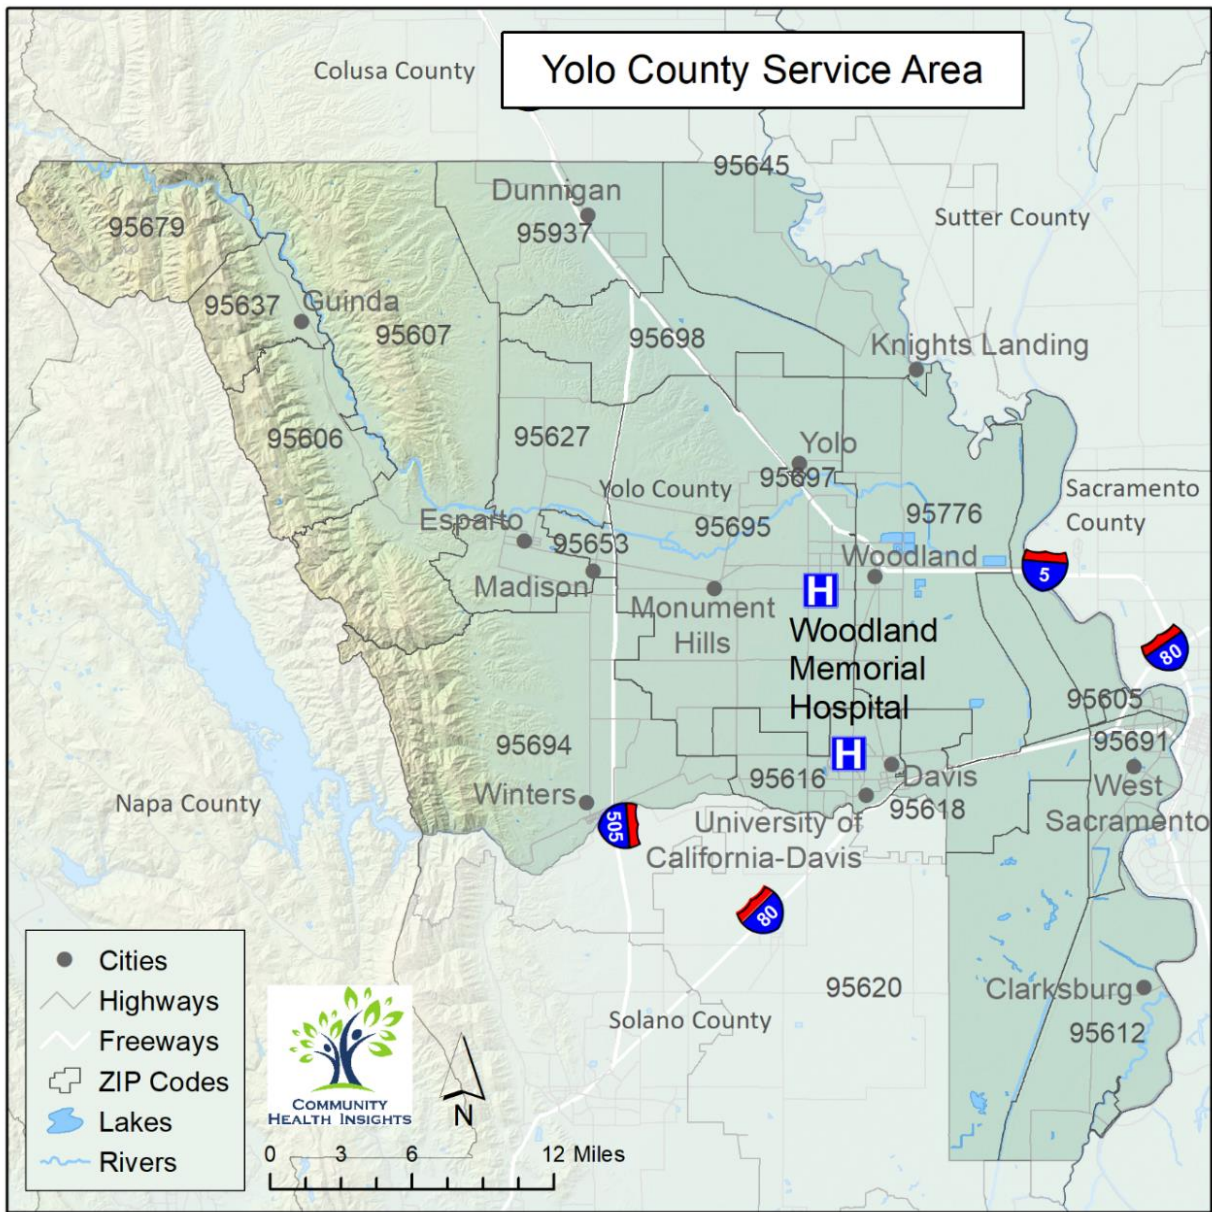 Yolo County Service Area
Colusa County
95645
Dunnigan
95937
Sutter County
95679
95637
Guinda
95607
95698
Knights Landing
95606
95627
Yolo
95697
Yolo County
95695
95776
Sacramento
County
Esparto
95653
Madison
Woodland
5
Monument
Hills
H
Woodland
Memorial
Hospital
80
95605
95694
H
95691
95616
Davis
95618
West
Sacramento
Winters
Napa County
505
University of
California-Davis
80
95620
Clarksburg
Solano County
95612
Cities
Highways
Freeways
ZIP Codes
Lakes
Rivers
COMMUNITY
HEALTH INSIGHTS
N
0 3 6 12 Miles